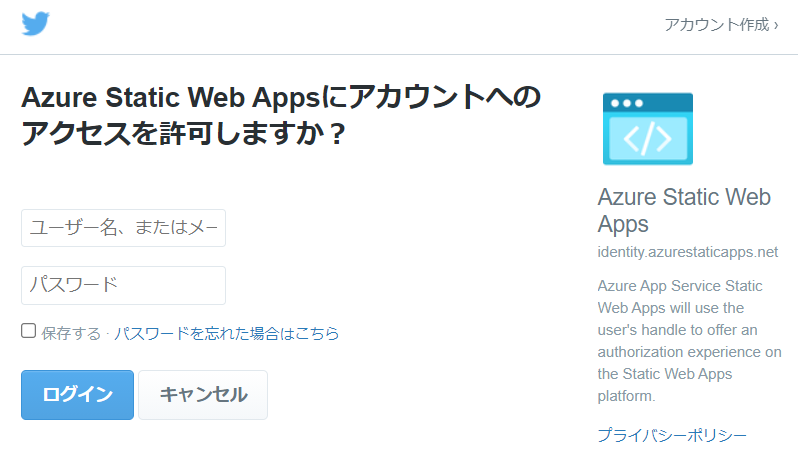 アカウント作成 ›
Azure Static Web Appsにアカウントへの
アクセスを許可しますか？
ユーザー名、またはメー
パスワード
保存する · パスワードを忘れた場合はこちら
ログイン
キャンセル
</>
Azure Static Web
Apps
identity.azurestaticapps.net
Azure App Service Static
Web Apps will use the
user's handle to offer an
authorization experience on
the Static Web Apps
platform.
プライバシーポリシー